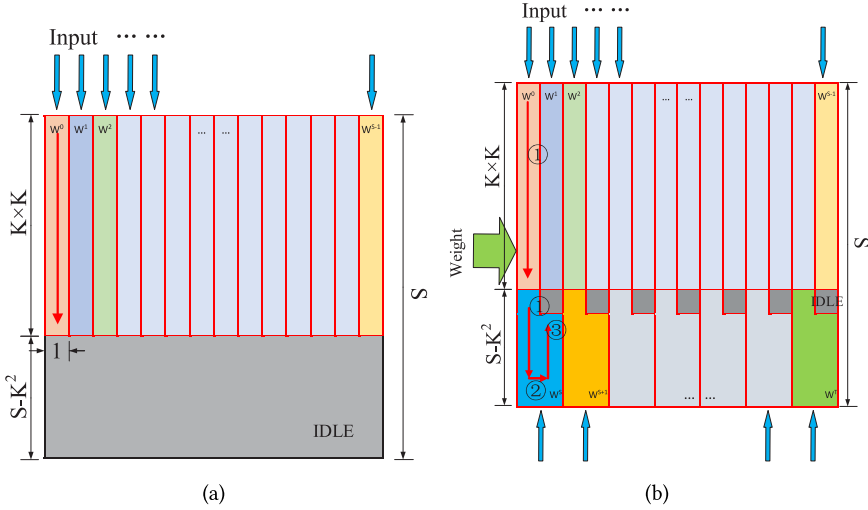 Input ... ...
W⁰ W¹ W² ... ... W^{S-1}
K×K
S
1
S-K²
IDLE
(a)
Input ... ...
W⁰ W¹ W² ... ... W^{S-1}
①
K×K
Weight
S
IDLE
①
③
S-K²
②
W^S W^{S+1} ... ... W^T
(b)